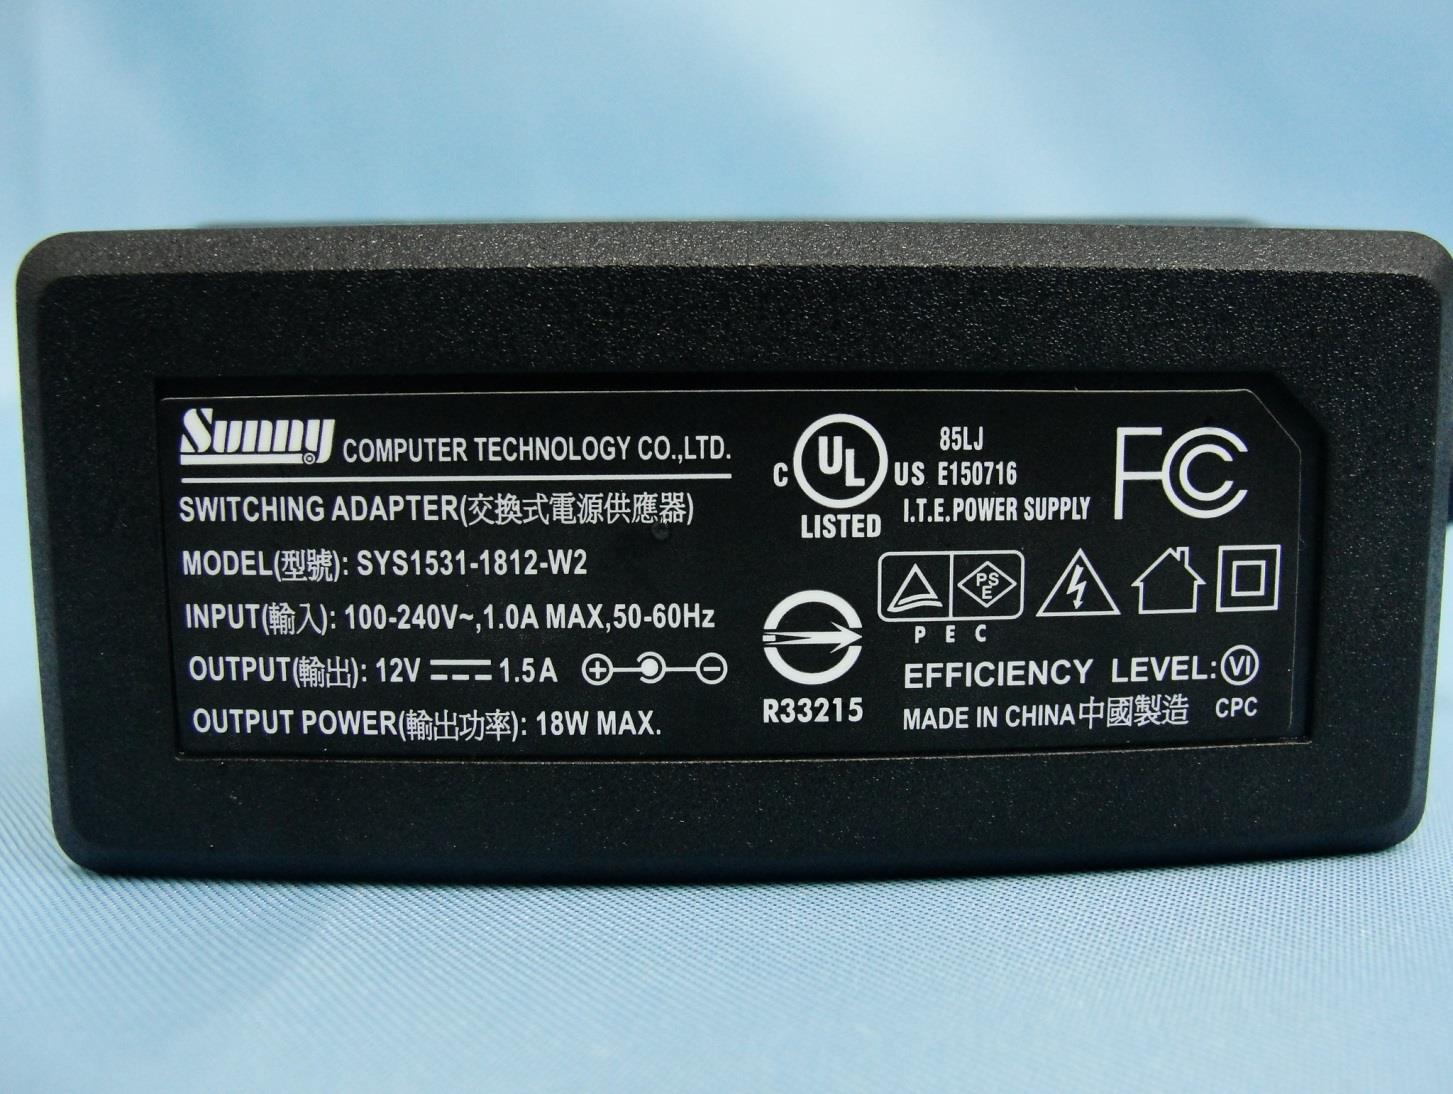 Sunny COMPUTER TECHNOLOGY CO.,LTD.
SWITCHING ADAPTER(交換式電源供應器)
MODEL(型號): SYS1531-1812-W2
INPUT(輸入): 100-240V~,1.0A MAX,50-60Hz
OUTPUT(輸出): 12V 1.5A
OUTPUT POWER(輸出功率): 18W MAX.
C UL US
LISTED
85LJ
E150716
I.T.E.POWER SUPPLY
FC
R33215
PS
E
P E C
EFFICIENCY LEVEL: VI
MADE IN CHINA中國製造 CPC